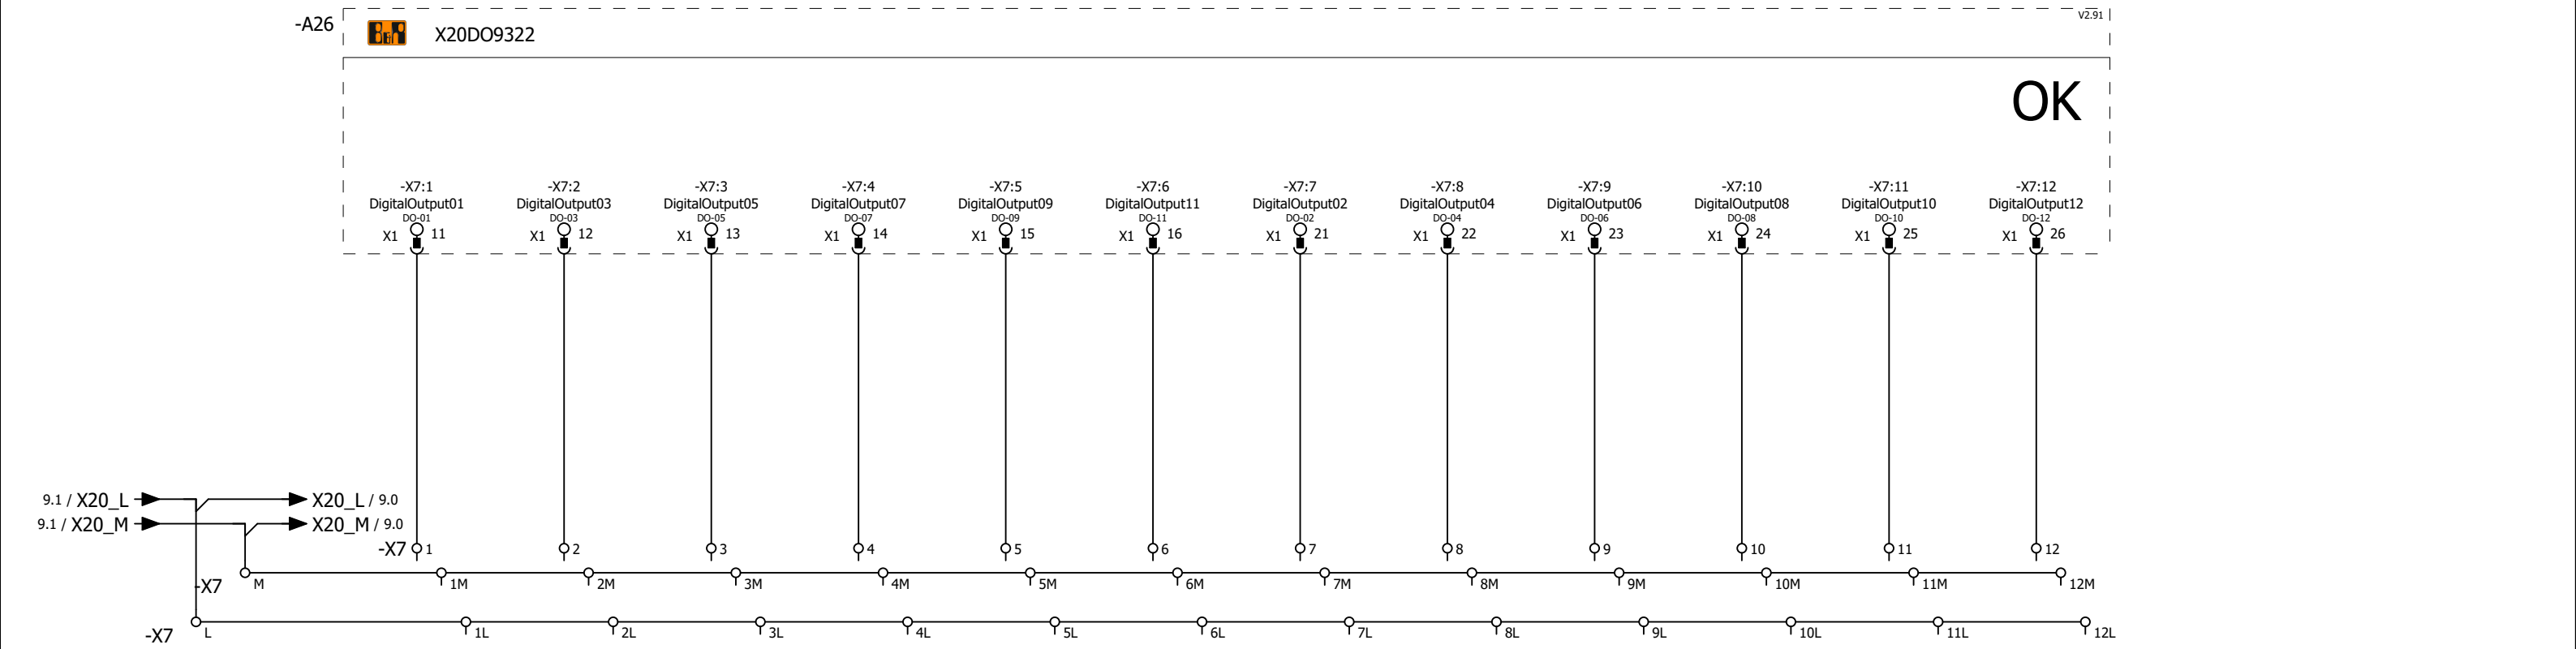 -A26
B&R
X20DO9322
V2.91
OK
-X7:1 -X7:2 -X7:3 -X7:4 -X7:5 -X7:6 -X7:7 -X7:8 -X7:9 -X7:10 -X7:11 -X7:12
DigitalOutput01 DigitalOutput03 DigitalOutput05 DigitalOutput07 DigitalOutput09 DigitalOutput11 DigitalOutput02 DigitalOutput04 DigitalOutput06 DigitalOutput08 DigitalOutput10 DigitalOutput12
DO-01 DO-03 DO-05 DO-07 DO-09 DO-11 DO-02 DO-04 DO-06 DO-08 DO-10 DO-12
X1 11 X1 12 X1 13 X1 14 X1 15 X1 16 X1 21 X1 22 X1 23 X1 24 X1 25 X1 26
9.1 / X20_L X20_L / 9.0
9.1 / X20_M X20_M / 9.0
-X7 1 2 3 4 5 6 7 8 9 10 11 12
-X7 M 1M 2M 3M 4M 5M 6M 7M 8M 9M 10M 11M 12M
-X7 L 1L 2L 3L 4L 5L 6L 7L 8L 9L 10L 11L 12L